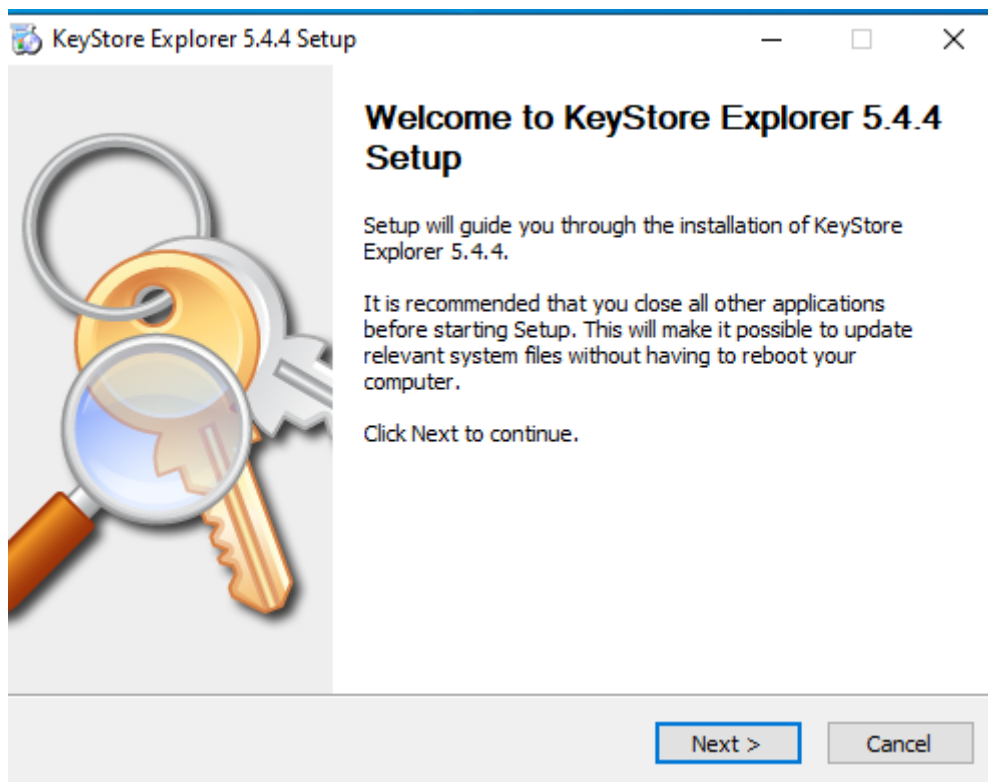 KeyStore Explorer 5.4.4 Setup
Welcome to KeyStore Explorer 5.4.4
Setup
Setup will guide you through the installation of KeyStore
Explorer 5.4.4.
It is recommended that you close all other applications
before starting Setup. This will make it possible to update
relevant system files without having to reboot your
computer.
Click Next to continue.
Next >
Cancel